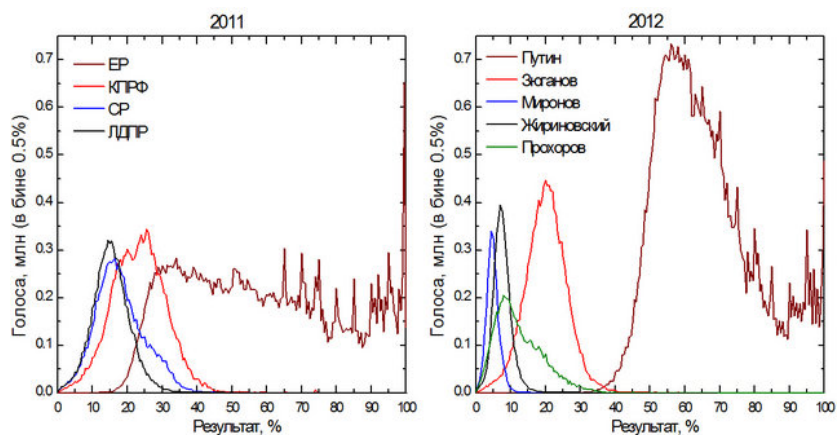 2011
Голоса, млн (в бине 0.5%)
0.7
0.6
0.5
0.4
0.3
0.2
0.1
0.0
ЕР
КПРФ
СР
ЛДПР
0 10 20 30 40 50 60 70 80 90 100
Результат, %
2012
Голоса, млн (в бине 0.5%)
0.7
0.6
0.5
0.4
0.3
0.2
0.1
0.0
Путин
Зюганов
Миронов
Жириновский
Прохоров
0 10 20 30 40 50 60 70 80 90 100
Результат, %